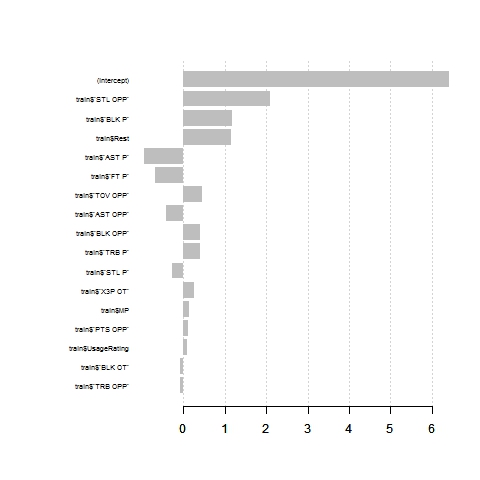 (Intercept)
train$`STL OPP`
train$`BLK P`
train$Rest
train$`AST P`
train$`FT P`
train$`TOV OPP`
train$`AST OPP`
train$`BLK OPP`
train$`TRB P`
train$`STL P`
train$`X3P OT`
train$MP
train$`PTS OPP`
train$UsageRating
train$`BLK OT`
train$`TRB OPP`
0 1 2 3 4 5 6